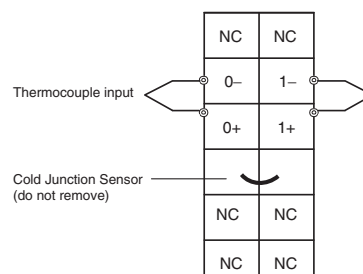 NC NC
Thermocouple input
0– 1–
0+ 1+
Cold Junction Sensor
(do not remove)
NC NC
NC NC